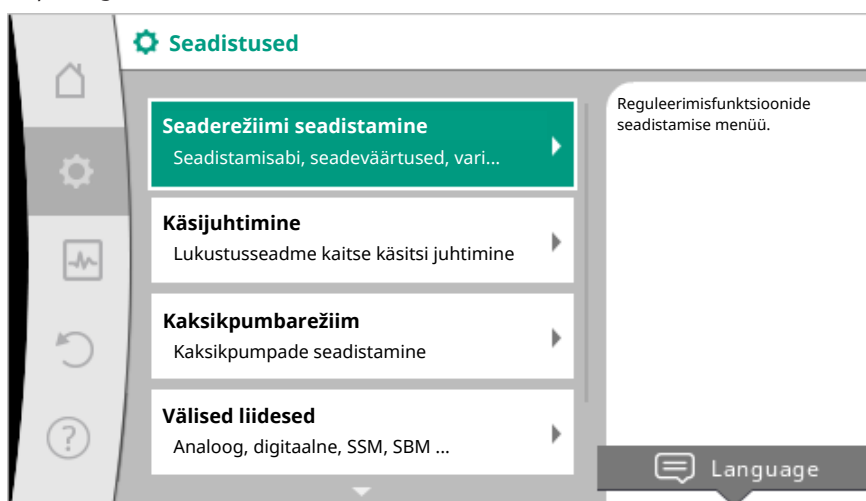 Seadistused
Seaderežiimi seadistamine
Seadistamisabi, seadeväärtused, vari...
Käsijuhtimine
Lukustusseadme kaitse käsitsi juhtimine
Kaksikpumbarežiim
Kaksikpumpade seadistamine
Välised liidesed
Analoog, digitaalne, SSM, SBM ...
Reguleerimisfunktsioonide
seadistamise menüü.
?
Language